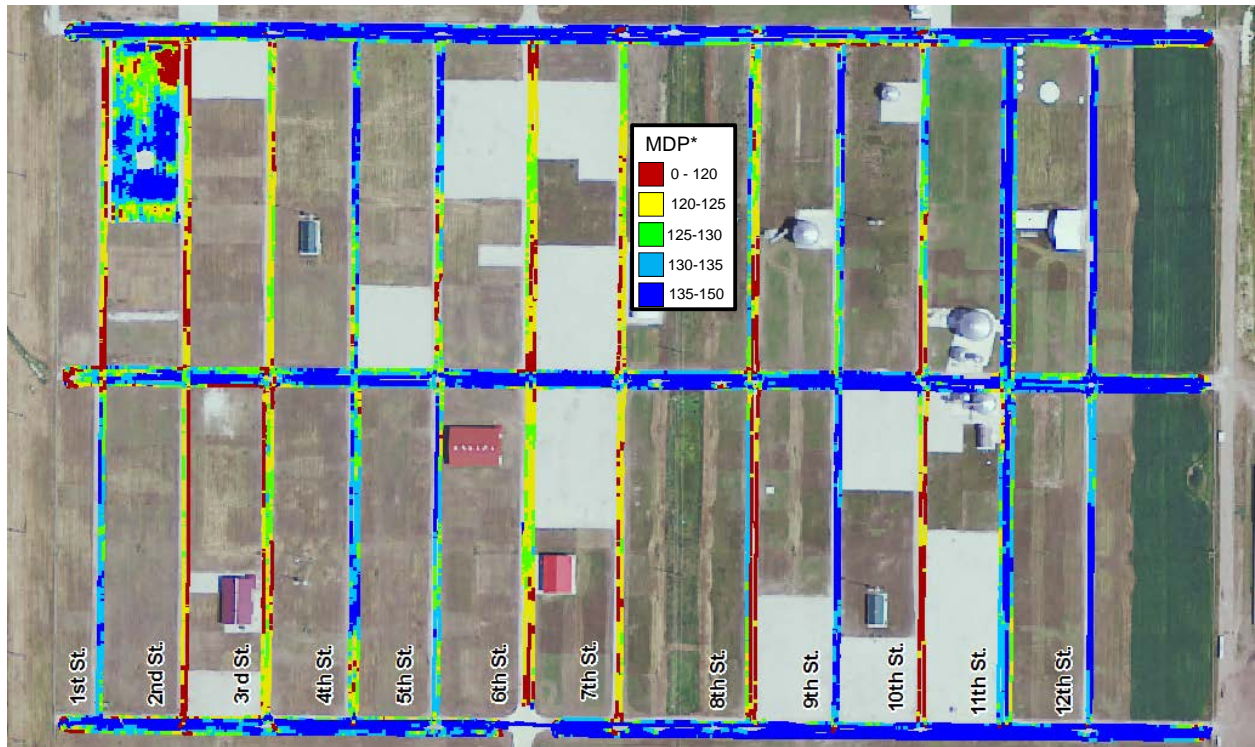 MDP*
0 - 120
120-125
125-130
130-135
135-150
1st St.
2nd St.
3rd St.
4th St.
5th St.
6th St.
7th St.
8th St.
9th St.
10th St.
11th St.
12th St.